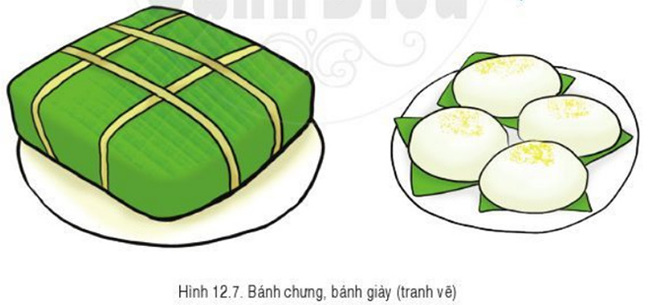 Hình 12.7. Bánh chưng, bánh giày (tranh vẽ)